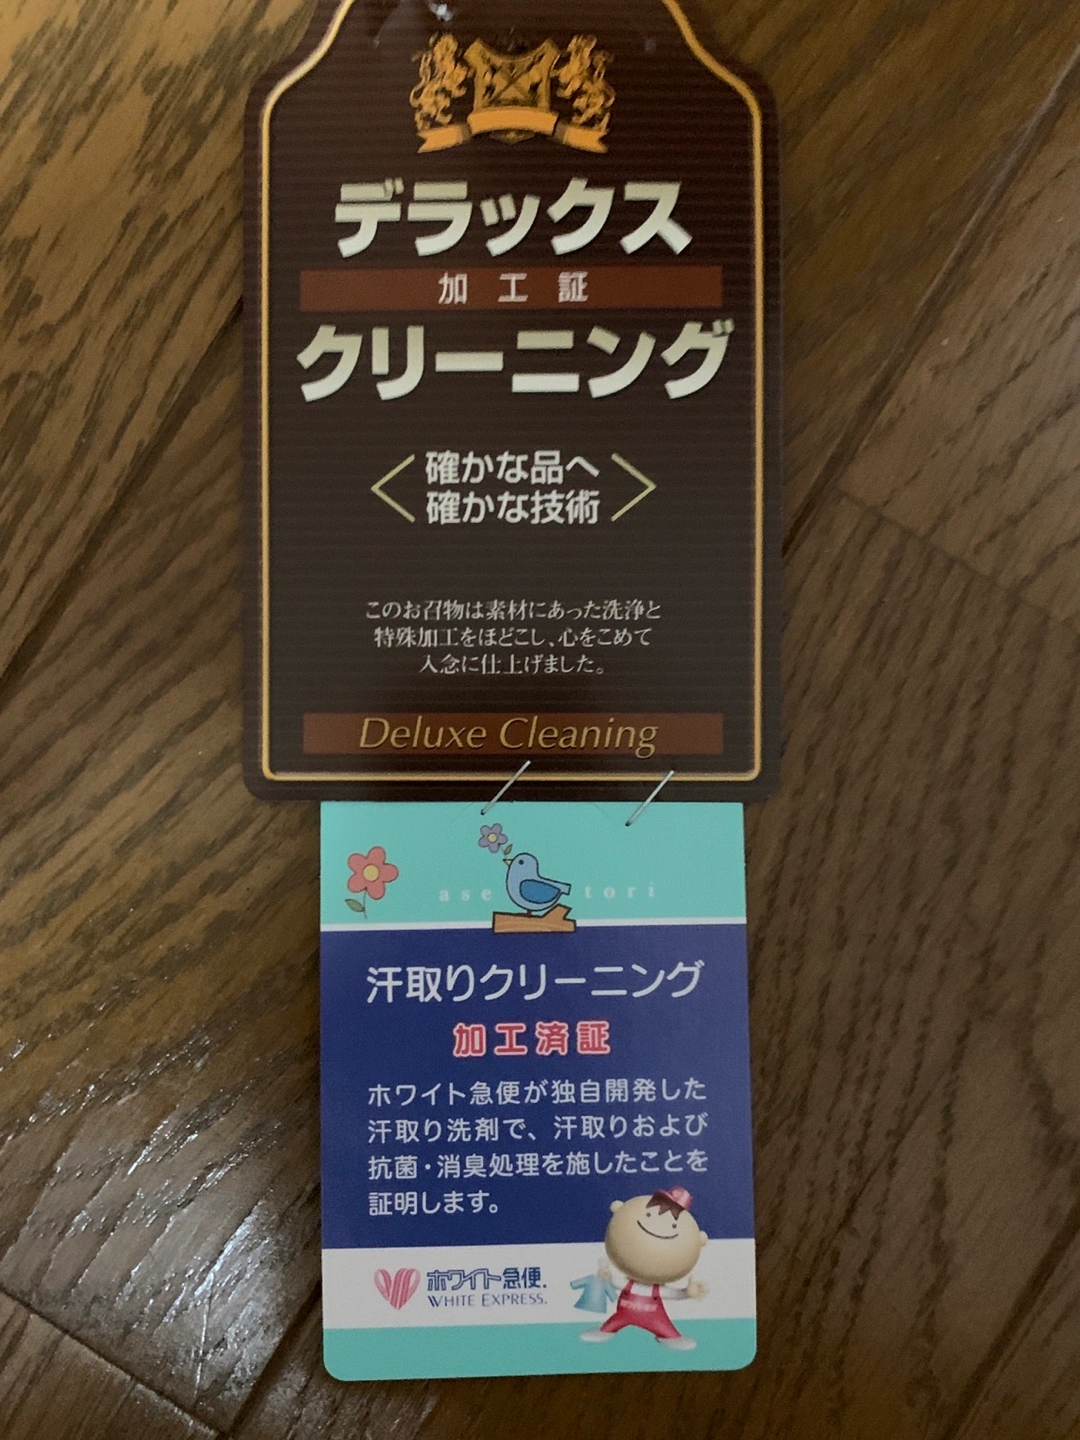 デラックス
加工証
クリーニング
確かな品へ
確かな技術
このお召物は素材にあった洗浄と
特殊加工をほどこし、心をこめて
入念に仕上げました。
Deluxe Cleaning
ase tori
汗取りクリーニング
加工済証
ホワイト急便が独自開発した
汗取り洗剤で、汗取りおよび
抗菌・消臭処理を施したことを
証明します。
ホワイト急便.
WHITE EXPRESS.